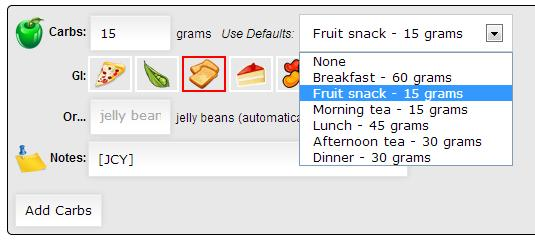 Carbs: 15 grams Use Defaults: Fruit snack - 15 grams
None
Breakfast - 60 grams
Fruit snack - 15 grams
Morning tea - 15 grams
Lunch - 45 grams
Afternoon tea - 30 grams
Dinner - 30 grams
GI:
Or... jelly bean jelly beans
Notes: [JCY]
Add Carbs